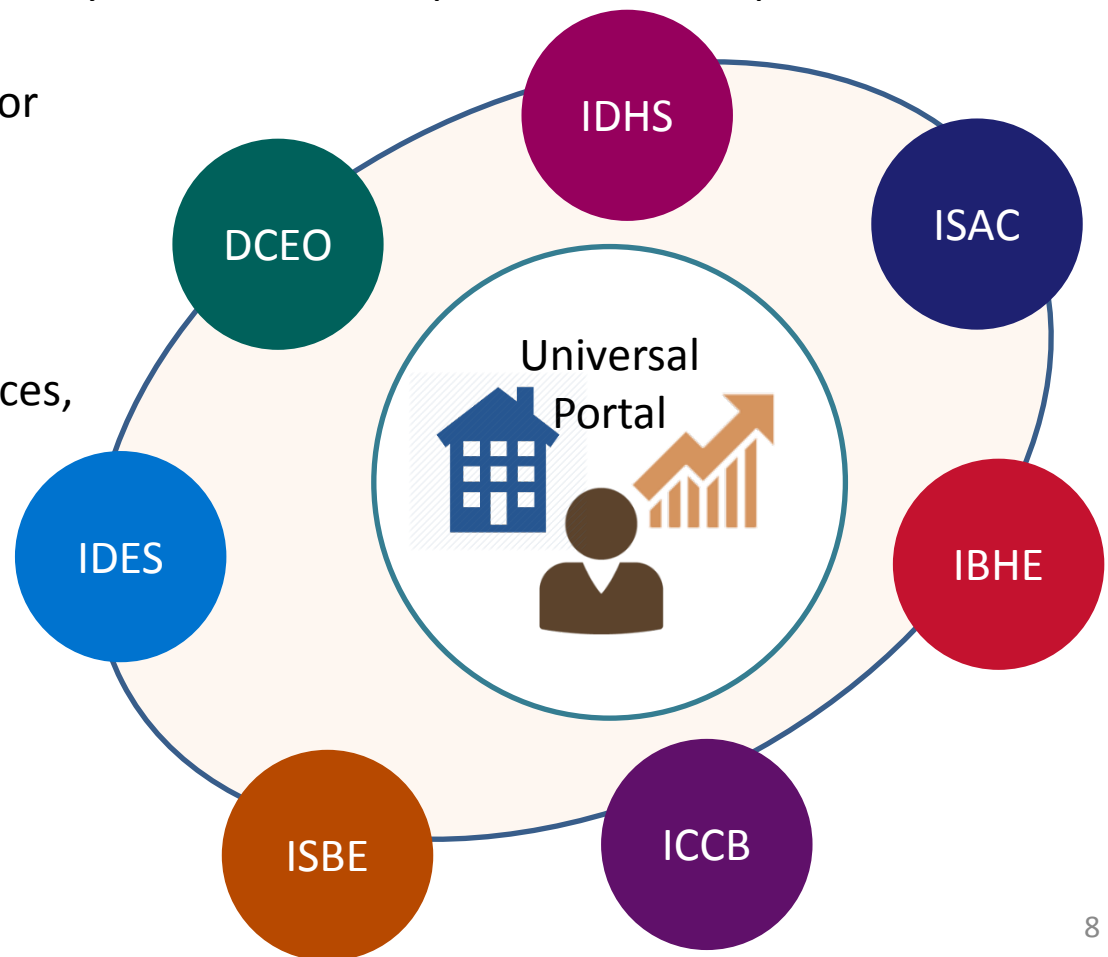 or
ces,
IDHS
ISAC
DCEO
Universal
Portal
IDES
IBHE
ISBE
ICCB
8